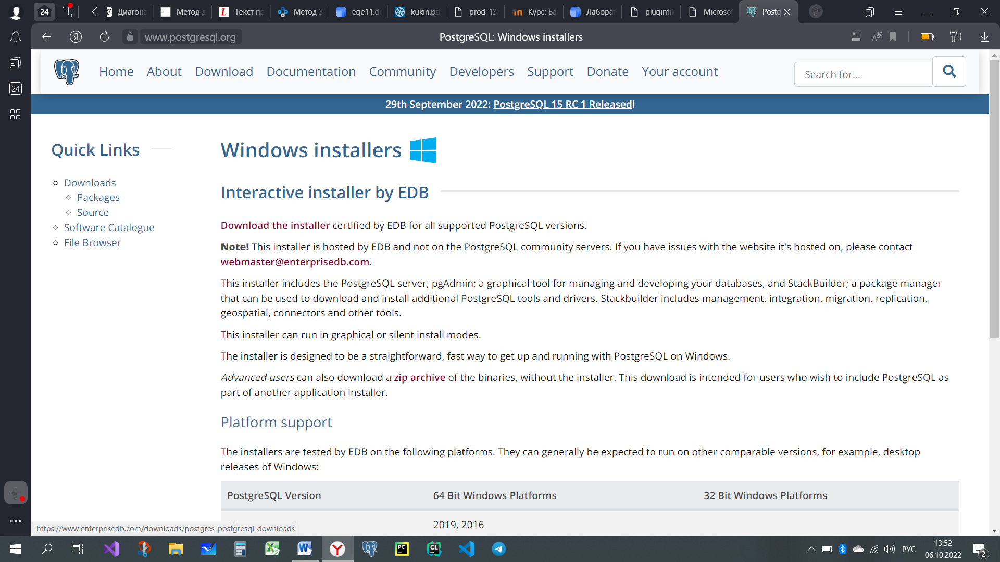 24
Диагона
Метод д
Текст пр
Метод З
ege11.do
kukin.pd
prod-13
Курс: Ба
Лаборат
pluginfil
Microsof
Postg
www.postgresql.org
PostgreSQL: Windows installers
24
Home About Download Documentation Community Developers Support Donate Your account
Search for...
29th September 2022: PostgreSQL 15 RC 1 Released!
Quick Links
Downloads
Packages
Source
Software Catalogue
File Browser
Windows installers
Interactive installer by EDB
Download the installer certified by EDB for all supported PostgreSQL versions.
Note! This installer is hosted by EDB and not on the PostgreSQL community servers. If you have issues with the website it's hosted on, please contact
webmaster@enterprisedb.com.
This installer includes the PostgreSQL server, pgAdmin; a graphical tool for managing and developing your databases, and StackBuilder; a package manager
that can be used to download and install additional PostgreSQL tools and drivers. Stackbuilder includes management, integration, migration, replication,
geospatial, connectors and other tools.
This installer can run in graphical or silent install modes.
The installer is designed to be a straightforward, fast way to get up and running with PostgreSQL on Windows.
Advanced users can also download a zip archive of the binaries, without the installer. This download is intended for users who wish to include PostgreSQL as
part of another application installer.
Platform support
The installers are tested by EDB on the following platforms. They can generally be expected to run on other comparable versions, for example, desktop
releases of Windows:
PostgreSQL Version 64 Bit Windows Platforms 32 Bit Windows Platforms
2019, 2016
https://www.enterprisedb.com/downloads/postgres-postgresql-downloads
РУС
13:52
06.10.2022
2